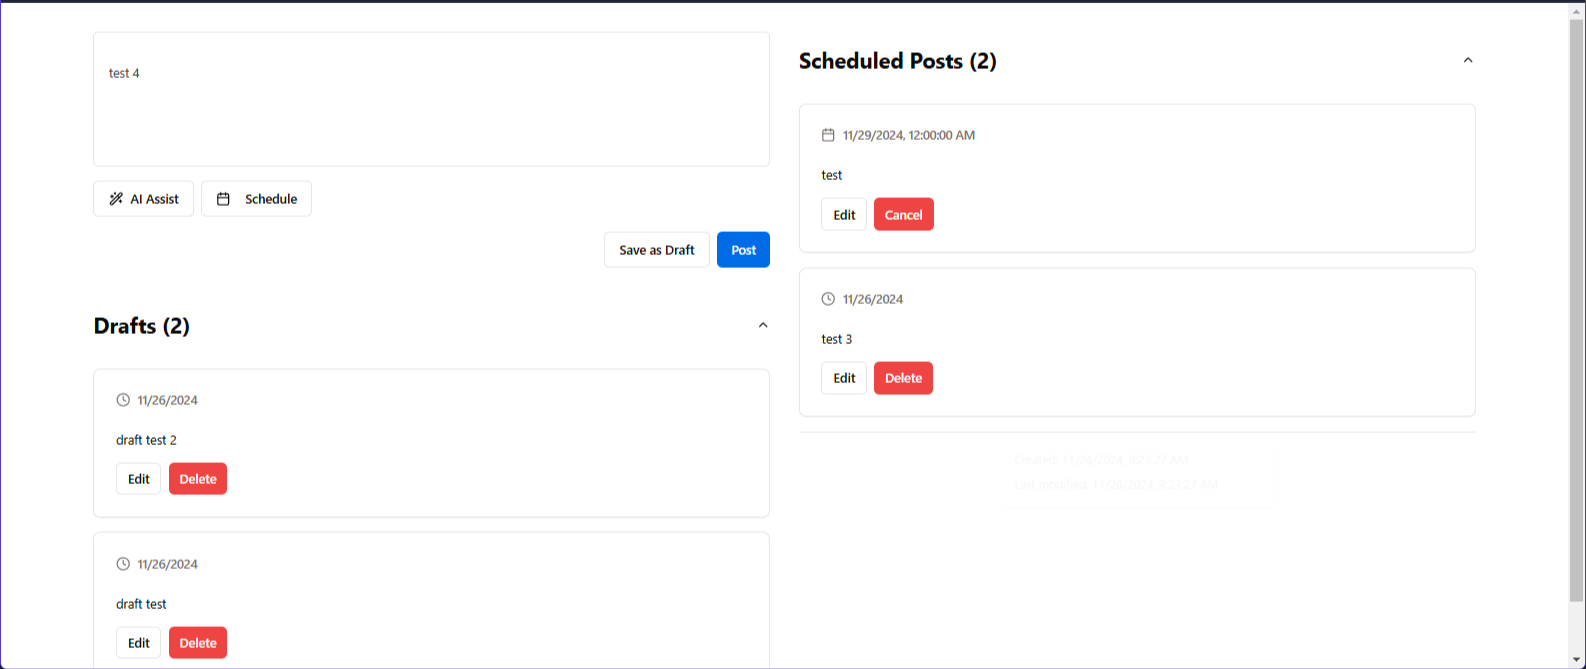 test 4
AI Assist
Schedule
Save as Draft
Post
Drafts (2)
11/26/2024
draft test 2
Edit
Delete
11/26/2024
draft test
Edit
Delete
Scheduled Posts (2)
11/29/2024, 12:00:00 AM
test
Edit
Cancel
11/26/2024
test 3
Edit
Delete
Created: 11/26/2024, 9:23:27 AM
Last modified: 11/26/2024, 9:23:27 AM